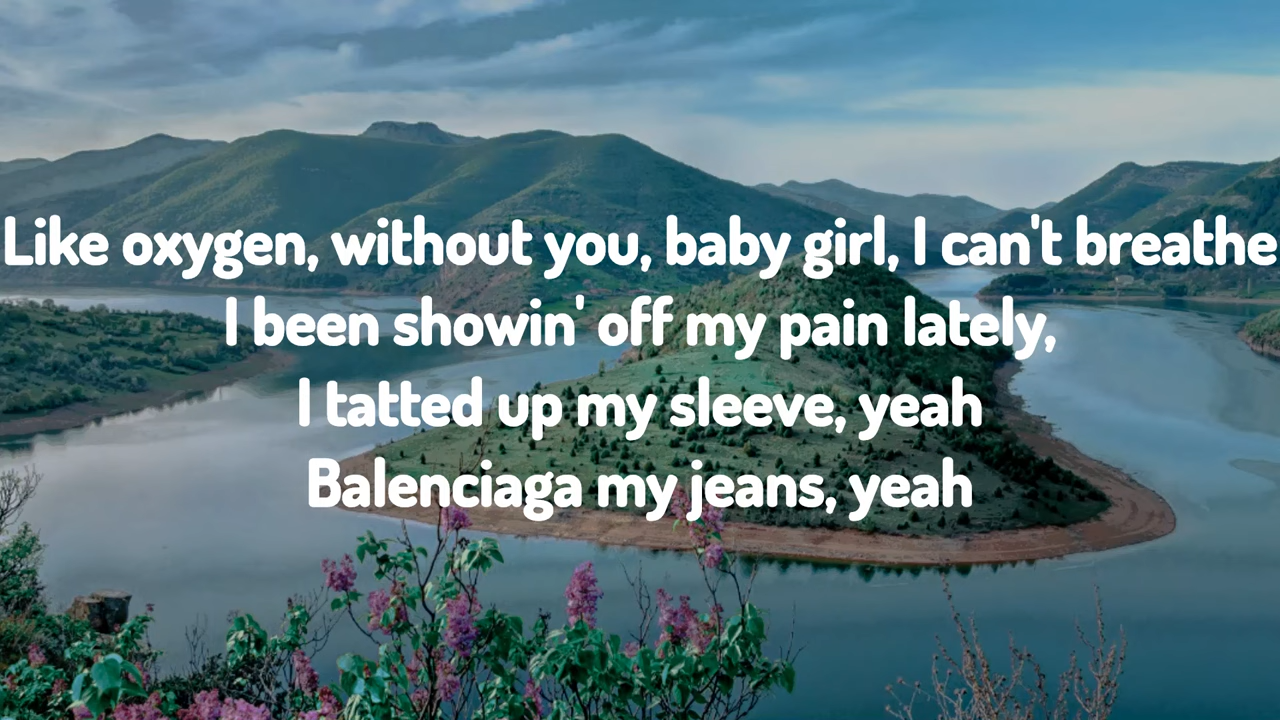 Like oxygen, without you, baby girl, I can't breathe
I been showin' off my pain lately,
I tatted up my sleeve, yeah
Balenciaga my jeans, yeah